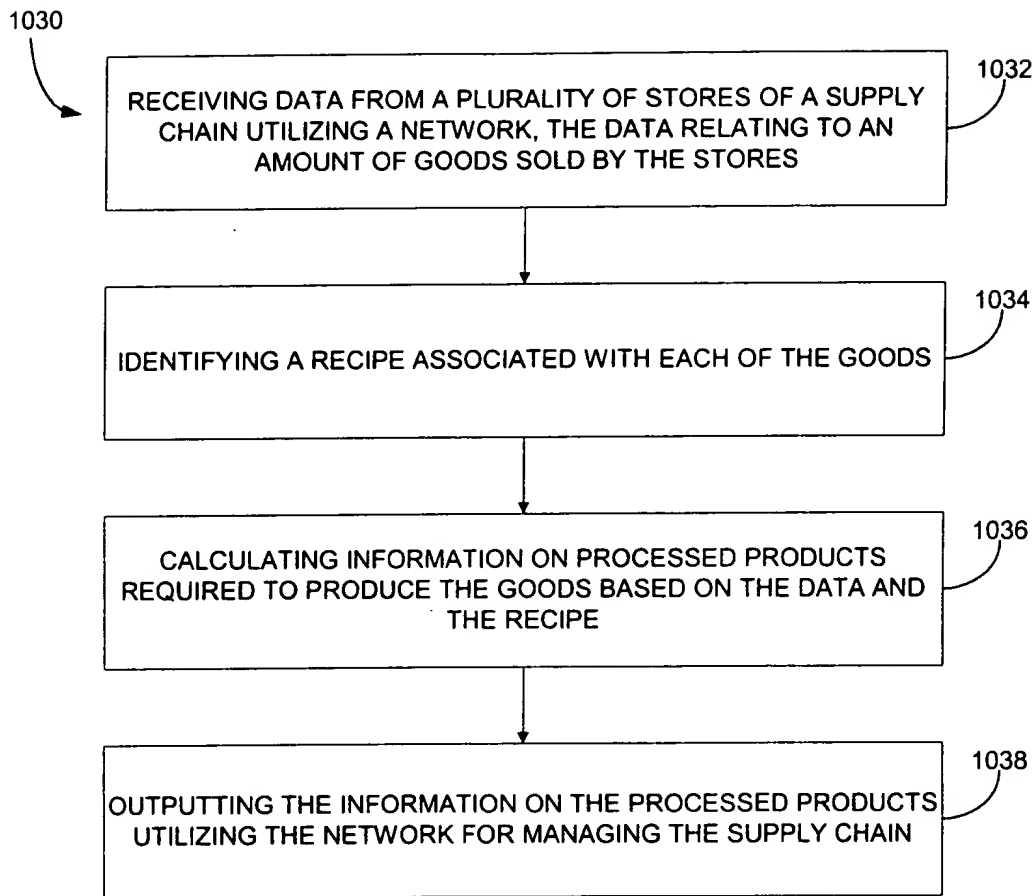 1030
1032
RECEIVING DATA FROM A PLURALITY OF STORES OF A SUPPLY
CHAIN UTILIZING A NETWORK, THE DATA RELATING TO AN
AMOUNT OF GOODS SOLD BY THE STORES
1034
IDENTIFYING A RECIPE ASSOCIATED WITH EACH OF THE GOODS
1036
CALCULATING INFORMATION ON PROCESSED PRODUCTS
REQUIRED TO PRODUCE THE GOODS BASED ON THE DATA AND
THE RECIPE
1038
OUTPUTTING THE INFORMATION ON THE PROCESSED PRODUCTS
UTILIZING THE NETWORK FOR MANAGING THE SUPPLY CHAIN